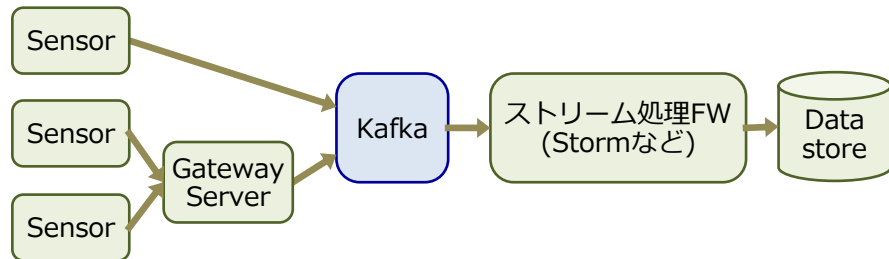 Sensor
Sensor
Sensor
Gateway
Server
Kafka
ストリーム処理FW
(Stormなど)
Data
store